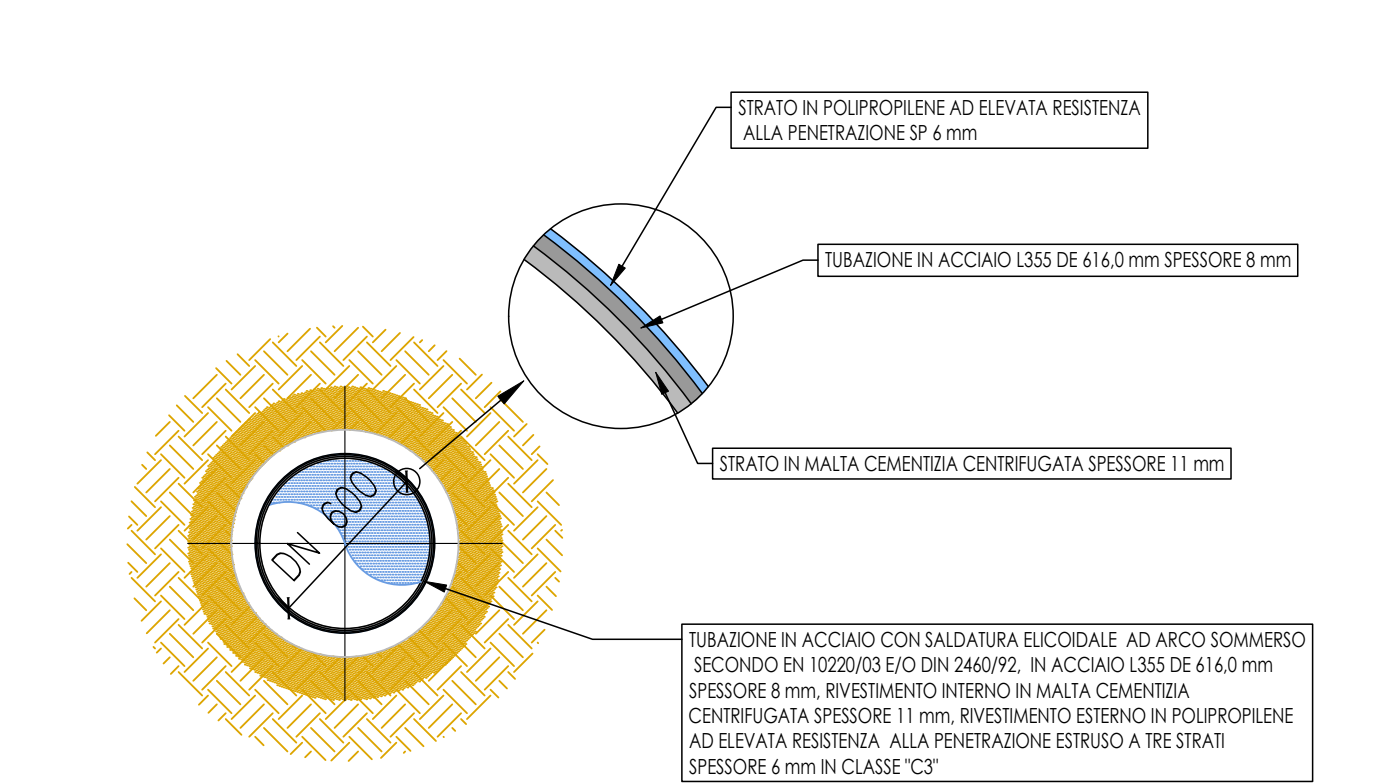 STRATO IN POLIPROPILENE AD ELEVATA RESISTENZA
ALLA PENETRAZIONE SP 6 mm
TUBAZIONE IN ACCIAIO L355 DE 616,0 mm SPESSORE 8 mm
STRATO IN MALTA CEMENTIZIA CENTRIFUGATA SPESSORE 11 mm
DN 600
TUBAZIONE IN ACCIAIO CON SALDATURA ELICOIDALE AD ARCO SOMMERSO
SECONDO EN 10220/03 E/O DIN 2460/92, IN ACCIAIO L355 DE 616,0 mm
SPESSORE 8 mm, RIVESTIMENTO INTERNO IN MALTA CEMENTIZIA
CENTRIFUGATA SPESSORE 11 mm, RIVESTIMENTO ESTERNO IN POLIPROPILENE
AD ELEVATA RESISTENZA ALLA PENETRAZIONE ESTRUSO A TRE STRATI
SPESSORE 6 mm IN CLASSE "C3"